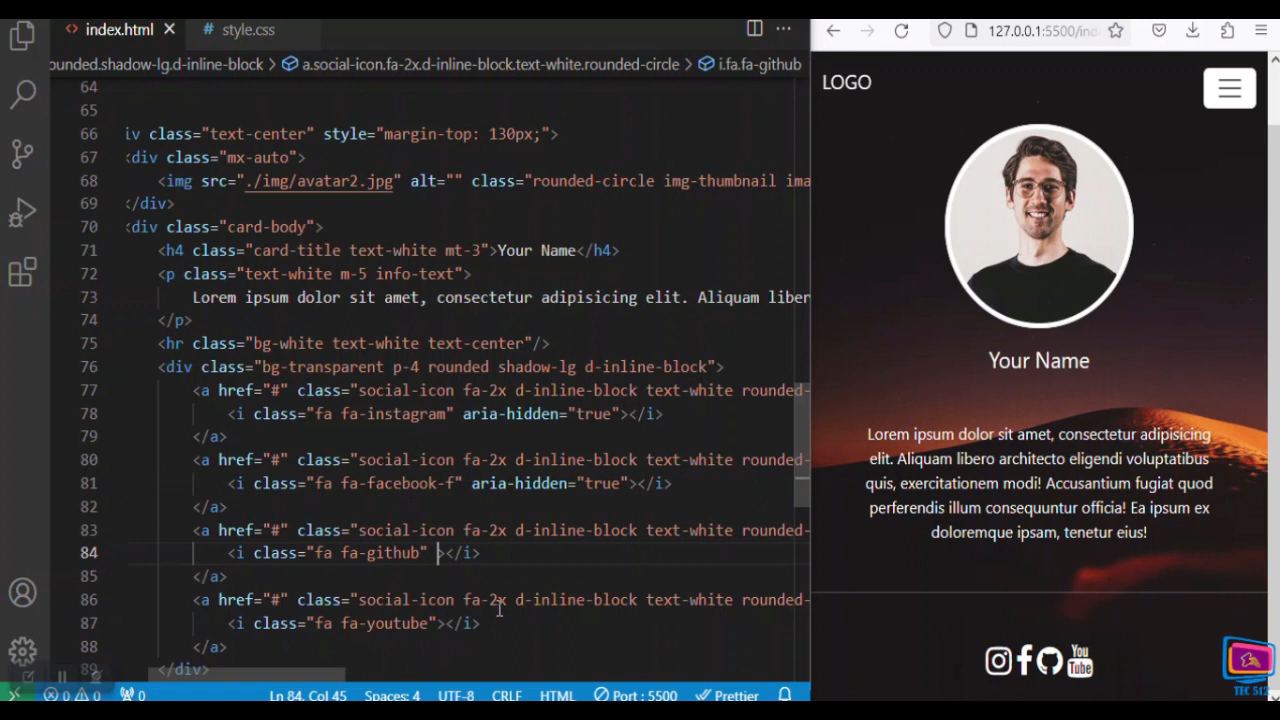 index.html
style.css
127.0.0.1:5500/ind
ounded.shadow-lg.d-inline-block > a.social-icon.fa-2x.d-inline-block.text-white.rounded-circle > i.fa.fa-github
64
65
66 iv class="text-center" style="margin-top: 130px;">
67 <div class="mx-auto">
68 <img src="./img/avatar2.jpg" alt="" class="rounded-circle img-thumbnail ima
69 </div>
70 <div class="card-body">
71 <h4 class="card-title text-white mt-3">Your Name</h4>
72 <p class="text-white m-5 info-text">
73 Lorem ipsum dolor sit amet, consectetur adipisicing elit. Aliquam liber
74 </p>
75 <hr class="bg-white text-white text-center"/>
76 <div class="bg-transparent p-4 rounded shadow-lg d-inline-block">
77 <a href="#" class="social-icon fa-2x d-inline-block text-white rounded-
78 <i class="fa fa-instagram" aria-hidden="true"></i>
79 </a>
80 <a href="#" class="social-icon fa-2x d-inline-block text-white rounded-
81 <i class="fa fa-facebook-f" aria-hidden="true"></i>
82 </a>
83 <a href="#" class="social-icon fa-2x d-inline-block text-white rounded-
84 <i class="fa fa-github" ></i>
85 </a>
86 <a href="#" class="social-icon fa-2x d-inline-block text-white rounded-
87 <i class="fa fa-youtube"></i>
88 </a>
89 </div>
0 0 0 Ln 84, Col 45 Spaces: 4 UTF-8 CRLF HTML Port : 5500 Prettier
LOGO
Your Name
Lorem ipsum dolor sit amet, consectetur adipisicing
elit. Aliquam libero architecto eligendi voluptatibus
quis, exercitationem modi! Accusantium fugiat quod
perferendis illum consequuntur officia! Ea ipsum ex
doloremque ipsam, tenetur eius!
You
Tube
TEC 512